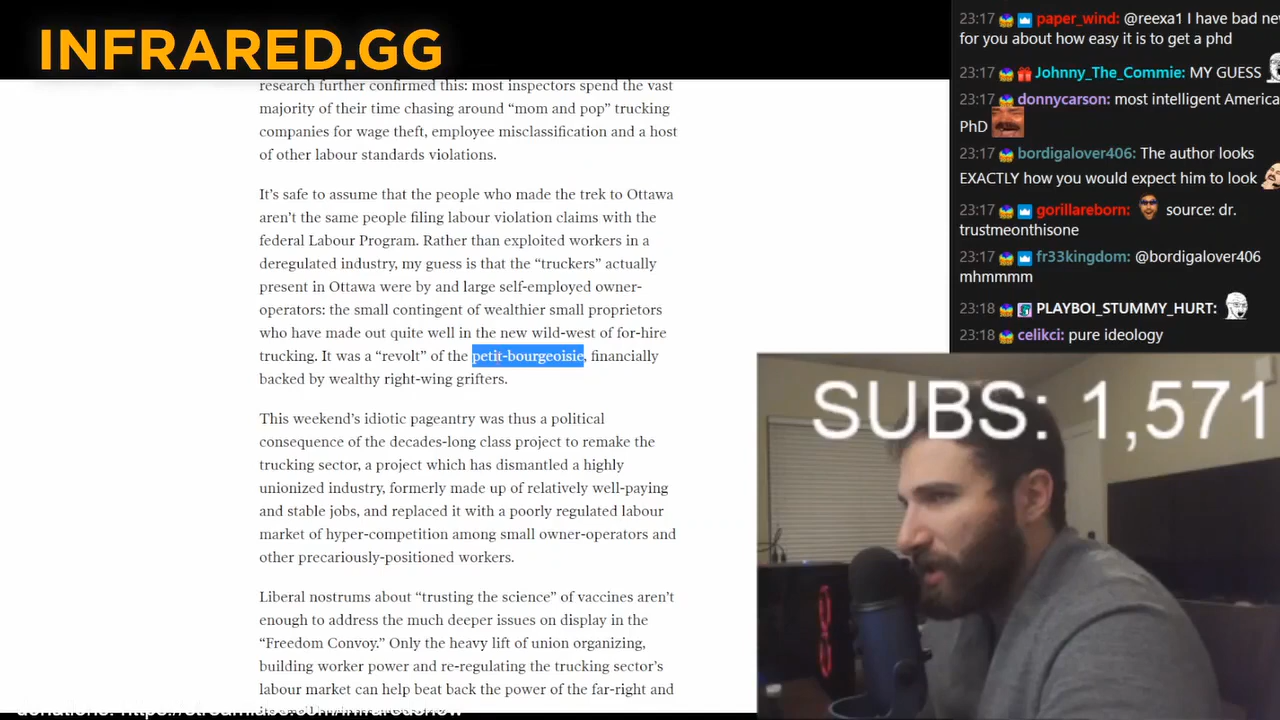 INFRARED.GG
research further confirmed this: most inspectors spend the vast
majority of their time chasing around “mom and pop” trucking
companies for wage theft, employee misclassification and a host
of other labour standards violations.
It’s safe to assume that the people who made the trek to Ottawa
aren’t the same people filing labour violation claims with the
federal Labour Program. Rather than exploited workers in a
deregulated industry, my guess is that the “truckers” actually
present in Ottawa were by and large self-employed owner-
operators: the small contingent of wealthier small proprietors
who have made out quite well in the new wild-west of for-hire
trucking. It was a “revolt” of the petit-bourgeoisie, financially
backed by wealthy right-wing grifters.
This weekend’s idiotic pageantry was thus a political
consequence of the decades-long class project to remake the
trucking sector, a project which has dismantled a highly
unionized industry, formerly made up of relatively well-paying
and stable jobs, and replaced it with a poorly regulated labour
market of hyper-competition among small owner-operators and
other precariously-positioned workers.
Liberal nostrums about “trusting the science” of vaccines aren’t
enough to address the much deeper issues on display in the
“Freedom Convoy.” Only the heavy lift of union organizing,
building worker power and re-regulating the trucking sector’s
labour market can help beat back the power of the far-right and
23:17 paper_wind: @reexa1 I have bad ne
for you about how easy it is to get a phd
23:17 Johnny_The_Commie: MY GUESS
23:17 donnycarson: most intelligent America
PhD
23:17 bordigalover406: The author looks
EXACTLY how you would expect him to look
23:17 gorillareborn: source: dr.
trustmeonthisone
23:17 fr33kingdom: @bordigalover406
mhmmmm
23:18 PLAYBOI_STUMMY_HURT:
23:18 celikci: pure ideology
SUBS: 1,571